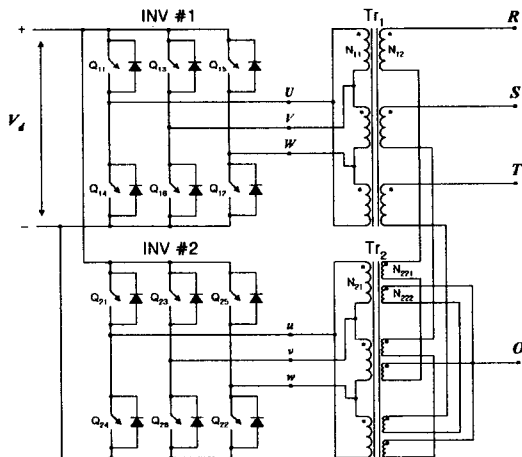 INV #1
Tr1
R
+
N11
N12
Q11
Q13
Q15
U
S
Vd
V
W
T
Q14
Q16
Q12
−
INV #2
Tr2
N21
N221
Q21
Q23
Q25
N222
u
v
O
w
Q24
Q26
Q22